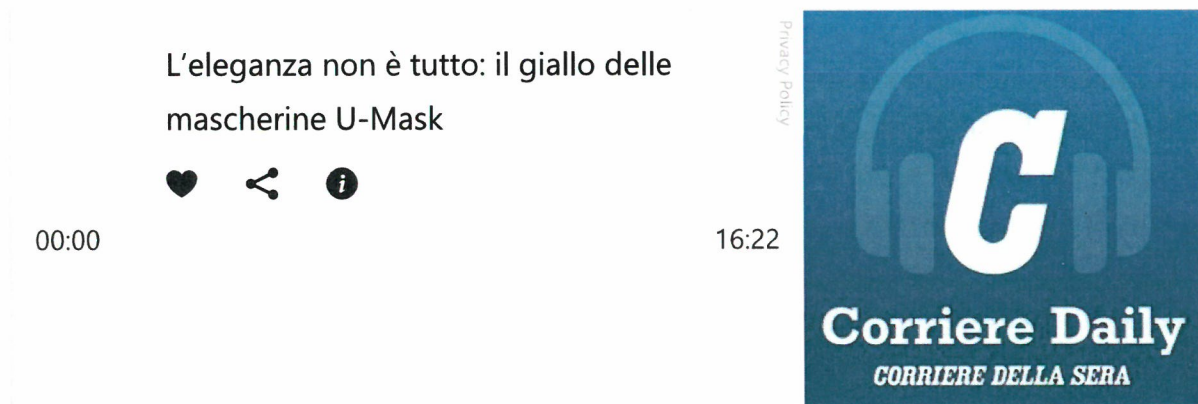 L'eleganza non è tutto: il giallo delle
mascherine U-Mask
00:00
16:22
Privacy Policy
C
Corriere Daily
CORRIERE DELLA SERA